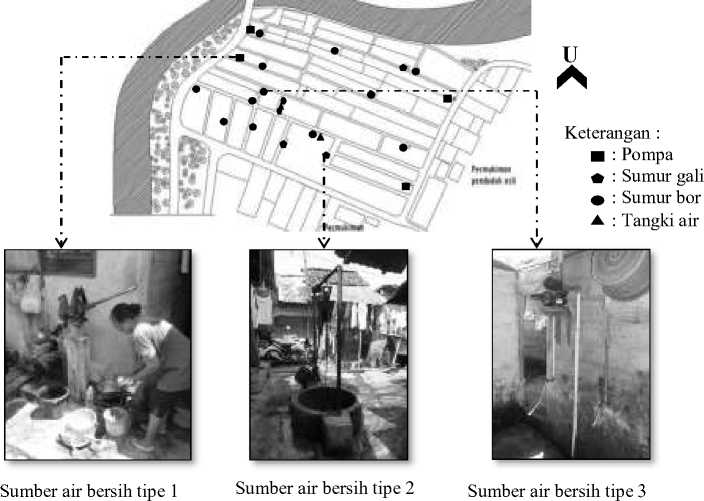 U
Keterangan :
: Pompa
: Sumur gali
: Sumur bor
: Tangki air
Permukiman
penduduk asli
Permukiman
Sumber air bersih tipe 1
Sumber air bersih tipe 2
Sumber air bersih tipe 3